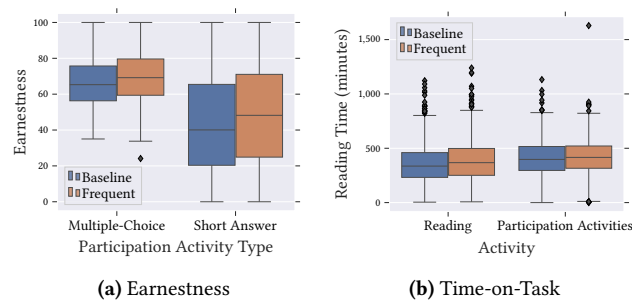 100
80
60
40
20
0
Earnestness
Baseline
Frequent
Multiple-Choice Short Answer
Participation Activity Type
(a) Earnestness
1,500
1,000
500
0
Reading Time (minutes)
Baseline
Frequent
Reading Participation Activities
Activity
(b) Time-on-Task